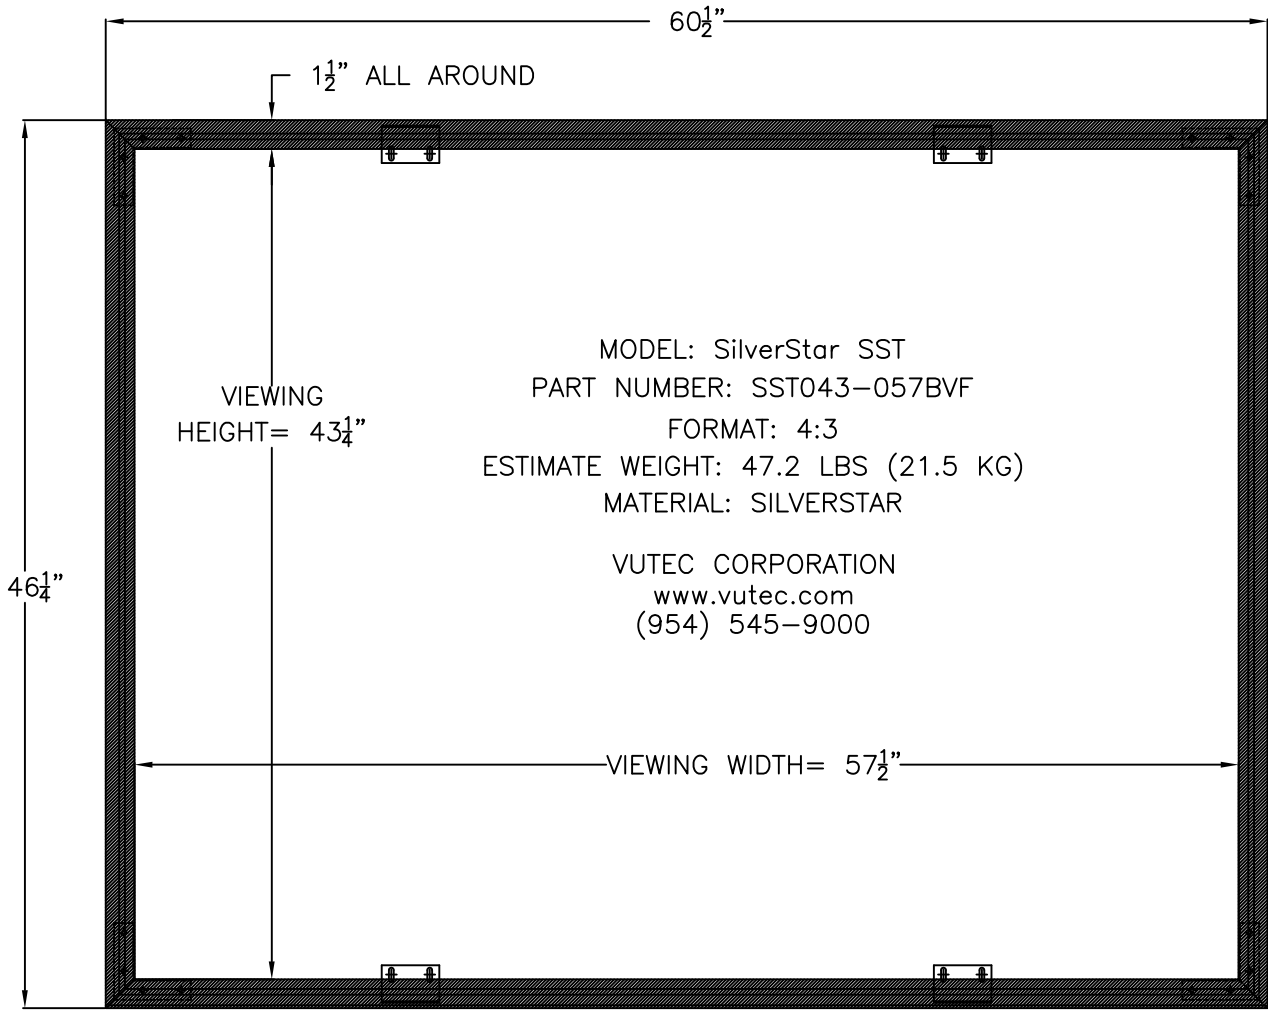 60½”
1½” ALL AROUND
MODEL: SilverStar SST
PART NUMBER: SST043-057BVF
FORMAT: 4:3
ESTIMATE WEIGHT: 47.2 LBS (21.5 KG)
MATERIAL: SILVERSTAR
VIEWING
HEIGHT= 43¼”
VUTEC CORPORATION
www.vutec.com
(954) 545-9000
46¼”
VIEWING WIDTH= 57½”